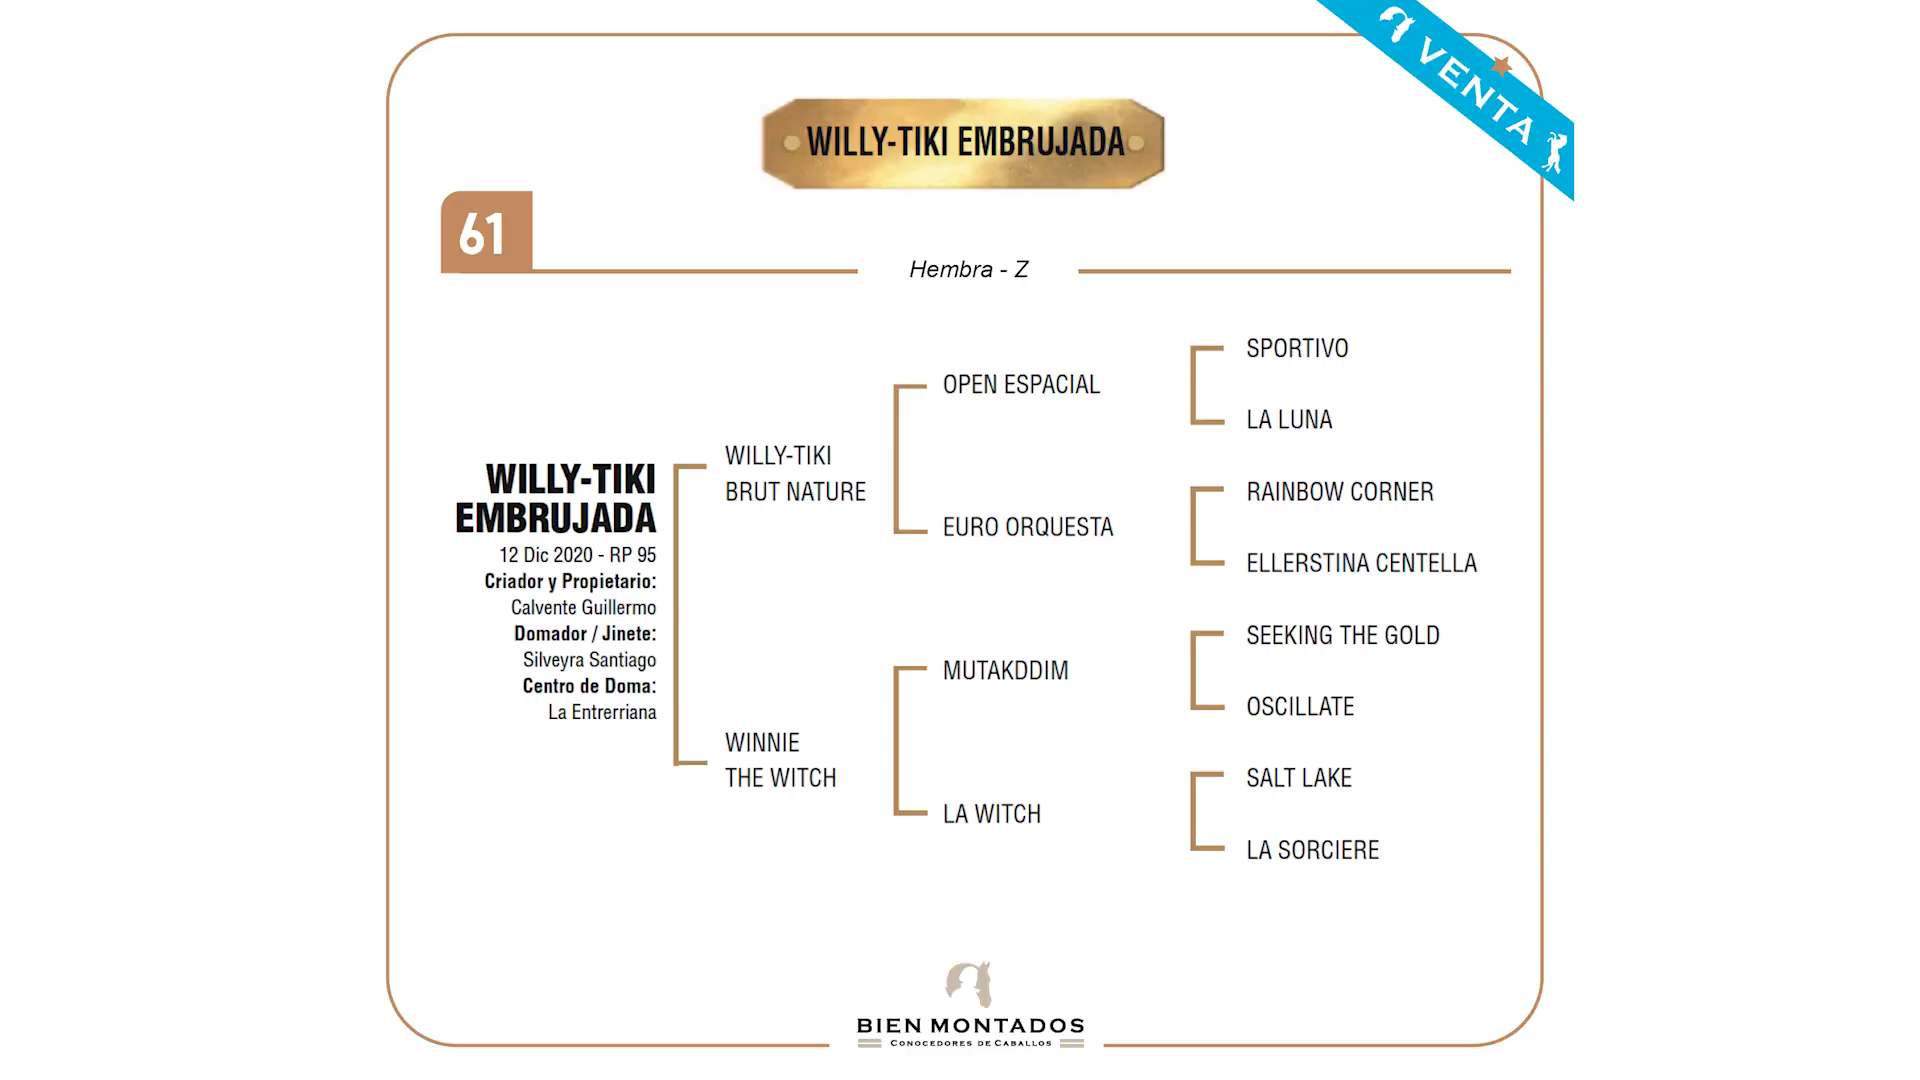 VENTA
WILLY-TIKI EMBRUJADA
61
Hembra - Z
SPORTIVO
OPEN ESPACIAL
LA LUNA
WILLY-TIKI
BRUT NATURE
RAINBOW CORNER
EURO ORQUESTA
ELLERSTINA CENTELLA
WILLY-TIKI
EMBRUJADA
12 Dic 2020 - RP 95
Criador y Propietario:
Calvente Guillermo
Domador / Jinete:
Silveyra Santiago
Centro de Doma:
La Entrerriana
SEEKING THE GOLD
MUTAKDDIM
OSCILLATE
WINNIE
THE WITCH
SALT LAKE
LA WITCH
LA SORCIERE
BIEN MONTADOS
CONOCEDORES DE CABALLOS